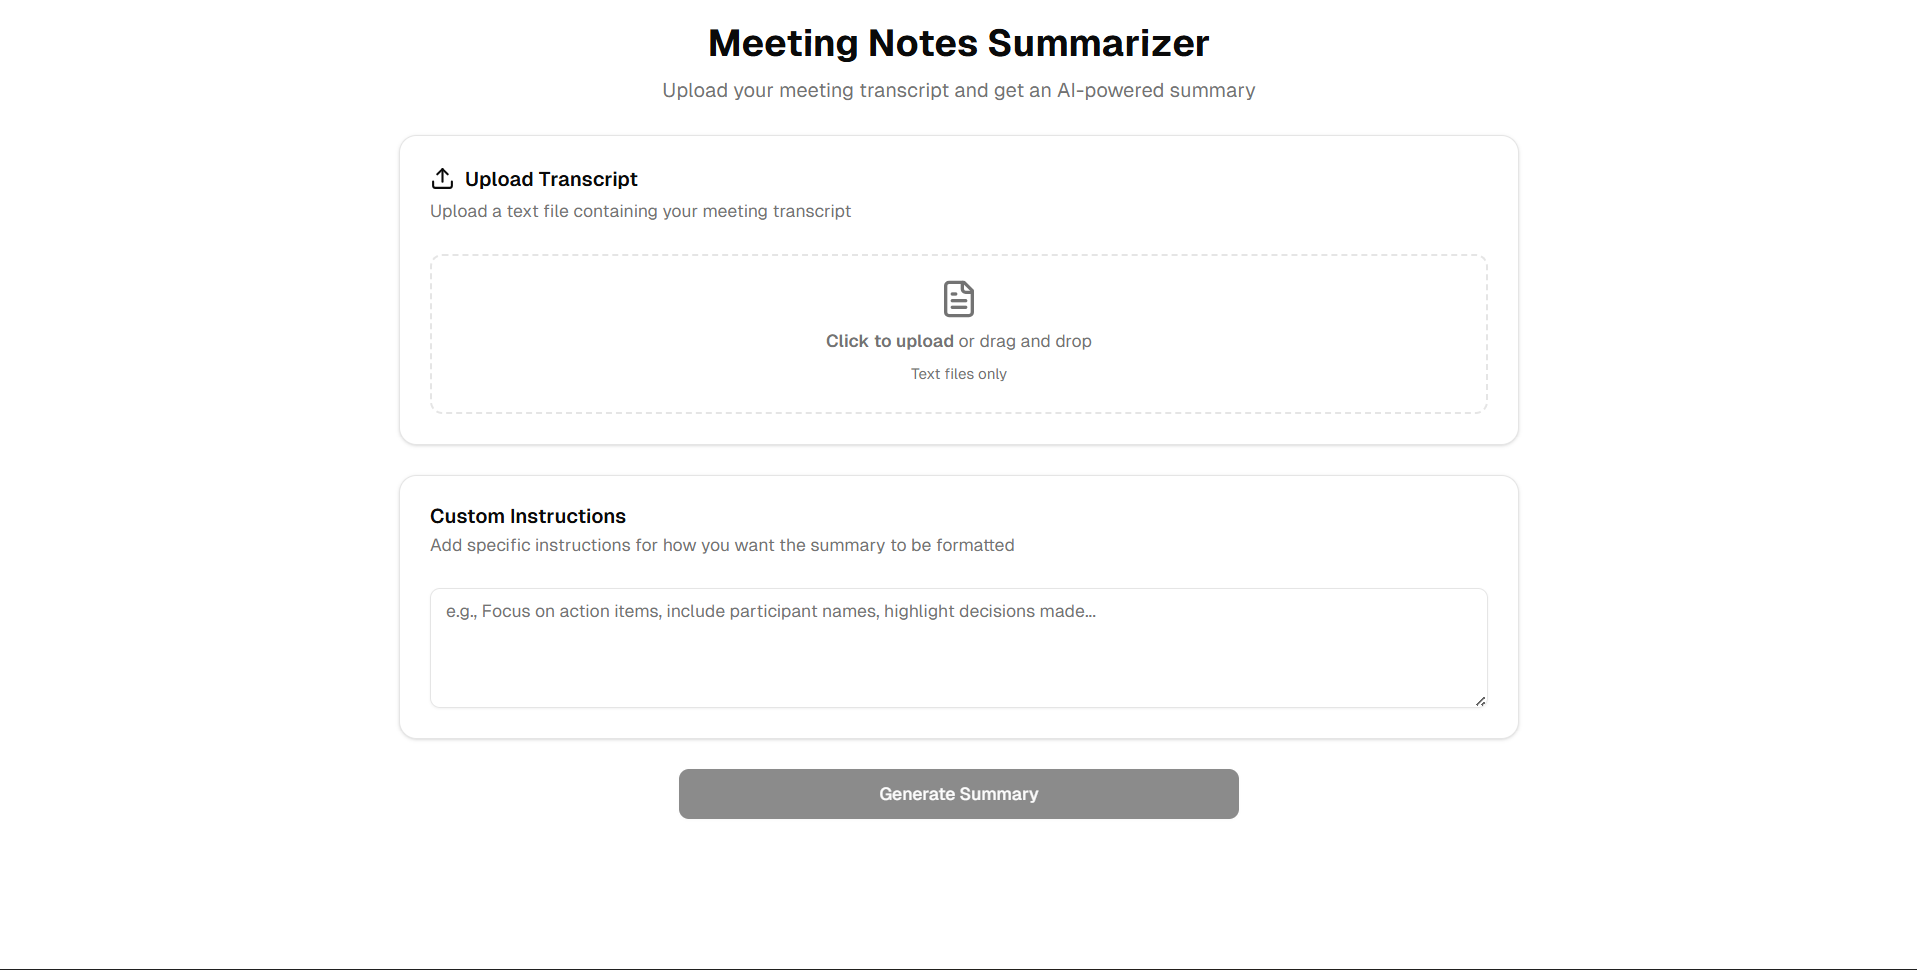 Meeting Notes Summarizer
Upload your meeting transcript and get an AI-powered summary
Upload Transcript
Upload a text file containing your meeting transcript
Click to upload or drag and drop
Text files only
Custom Instructions
Add specific instructions for how you want the summary to be formatted
e.g., Focus on action items, include participant names, highlight decisions made...
Generate Summary